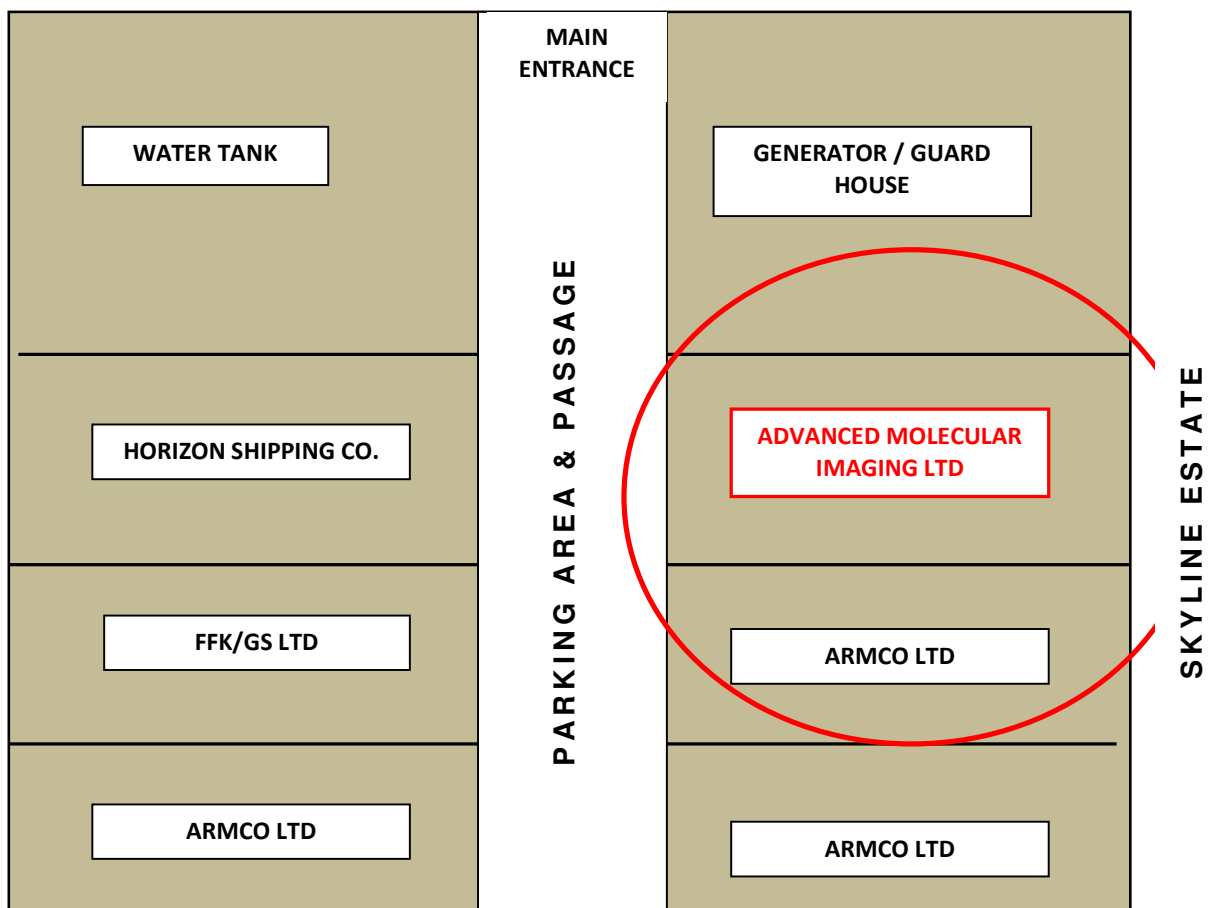 MAIN
ENTRANCE
WATER TANK
GENERATOR / GUARD
HOUSE
PARKING AREA & PASSAGE
HORIZON SHIPPING CO.
ADVANCED MOLECULAR
IMAGING LTD
SKYLINE ESTATE
FFK/GS LTD
ARMCO LTD
ARMCO LTD
ARMCO LTD